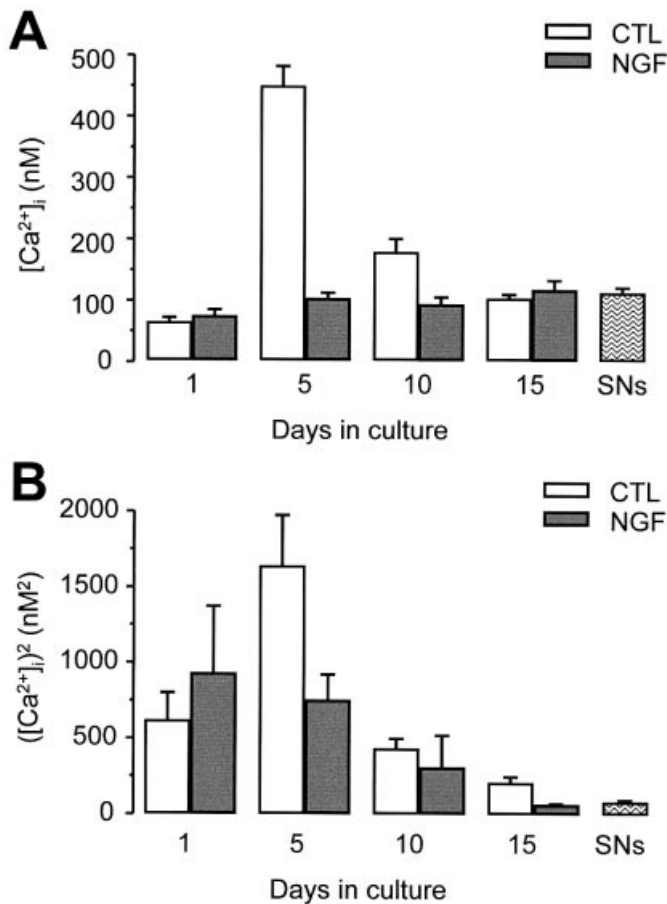 A
CTL
NGF
500
400
300
200
100
0
[Ca²⁺]ᵢ (nM)
1 5 10 15 SNs
Days in culture
B
CTL
NGF
2000
1500
1000
500
0
([Ca²⁺]ᵢ)² (nM²)
1 5 10 15 SNs
Days in culture